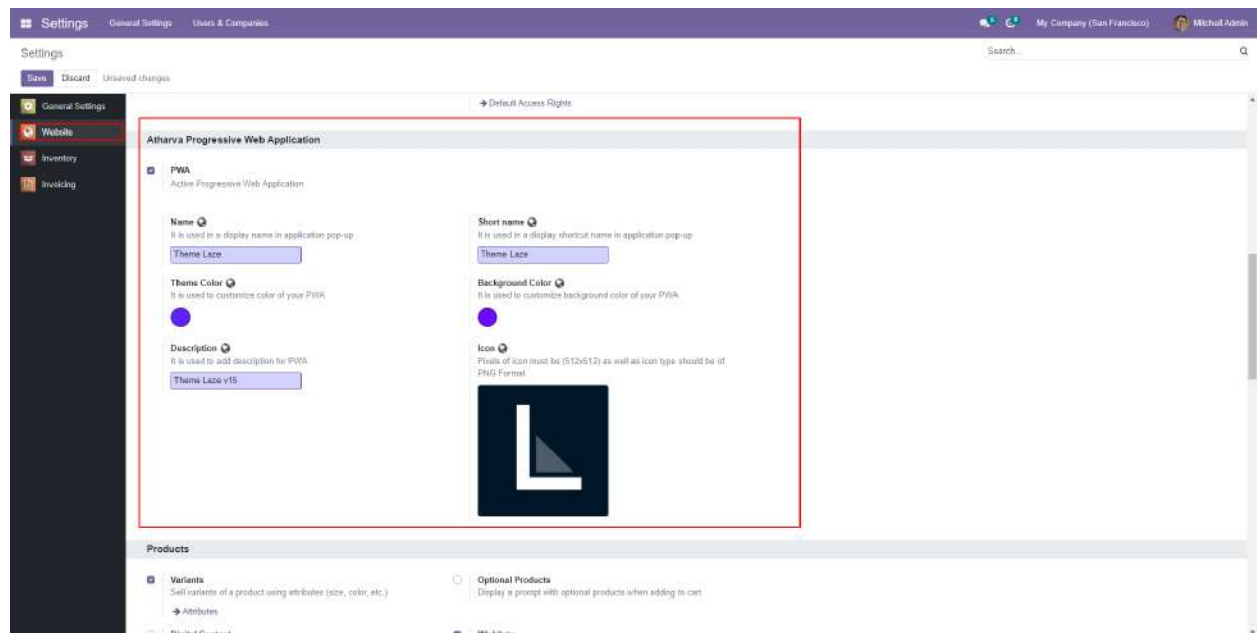 Settings General Settings Users & Companies My Company (San Francisco) Mitchell Admin
Settings Search...
Save Discard Unsaved changes
General Settings
Website
Inventory
Invoicing
Default Access Rights
Atharva Progressive Web Application
PWA
Active Progressive Web Application
Name Short name
It is used in a display name in application pop-up It is used in a display shortcut name in application pop-up
Theme Laze Theme Laze
Theme Color Background Color
It is used to customize color of your PWA It is used to customize background color of your PWA
Description Icon
It is used to add description for PWA Pixels of icon must be (512x512) as well as icon type should be of
PNG Format
Theme Laze v15
Products
Variants Optional Products
Sell variants of a product using attributes (size, color, etc.) Display a prompt with optional products when adding to cart
Attributes